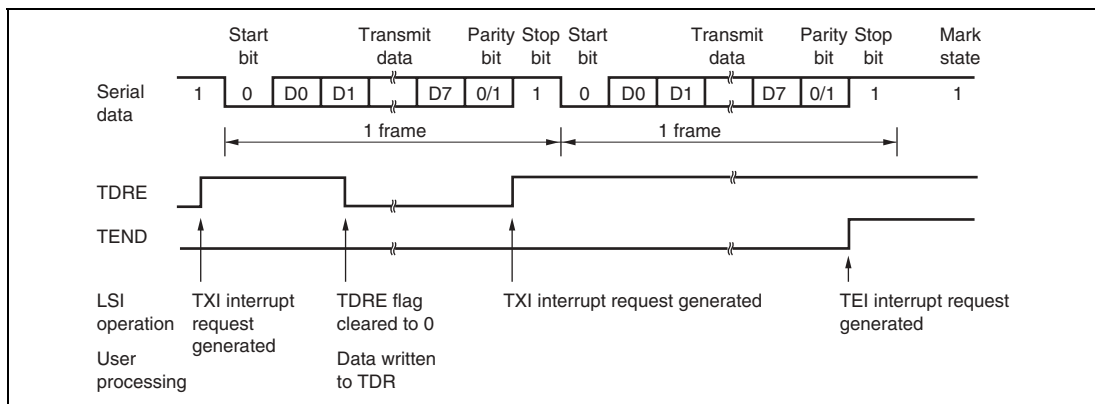 Start bit Transmit data Parity bit Stop bit Start bit Transmit data Parity bit Stop bit Mark state
Serial data 1 0 D0 D1 D7 0/1 1 0 D0 D1 D7 0/1 1 1
1 frame 1 frame
TDRE
TEND
LSI operation TXI interrupt request generated TDRE flag cleared to 0 TXI interrupt request generated TEI interrupt request generated
User processing Data written to TDR